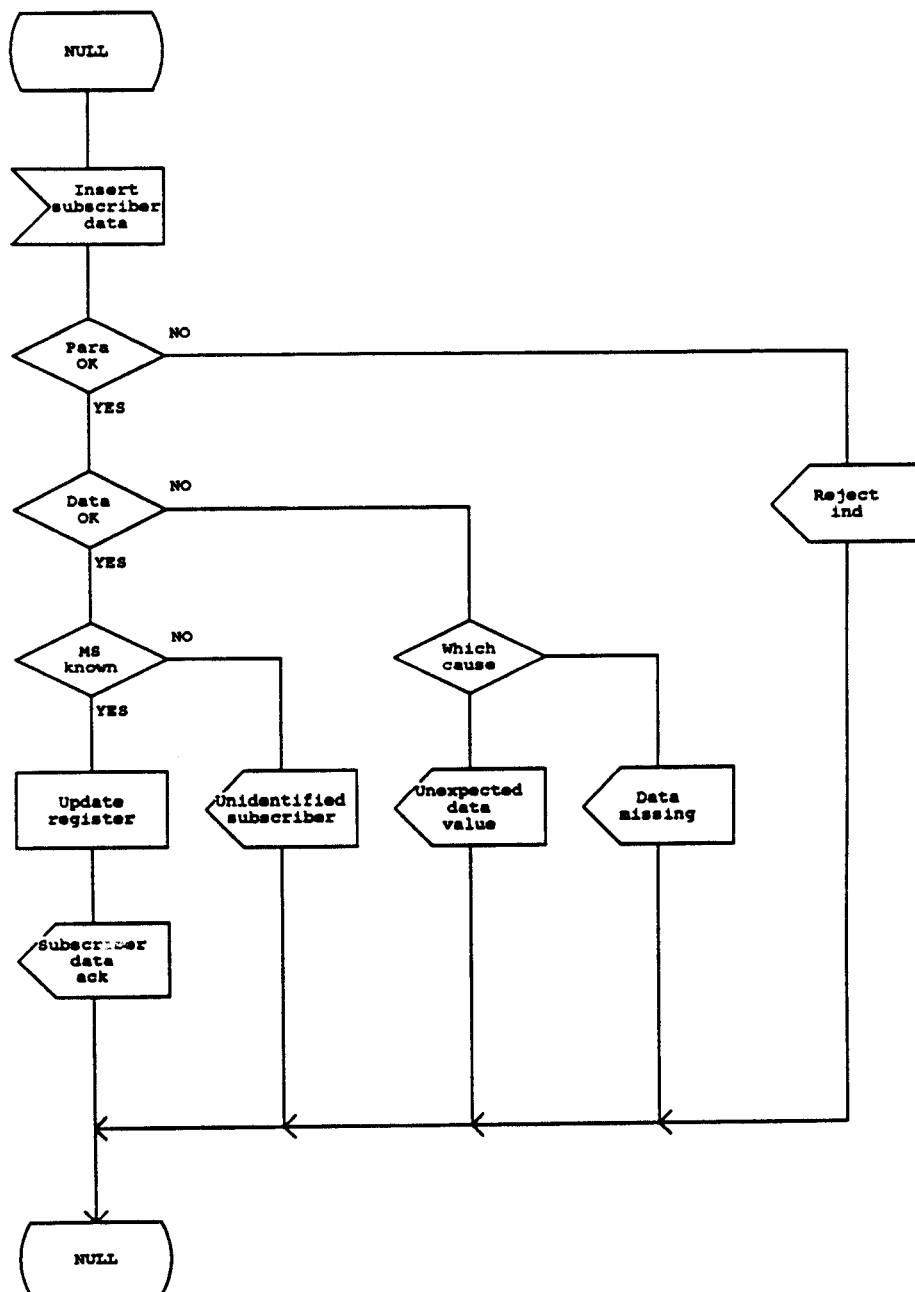 NULL
Insert
subscriber
data
NO
Para
OK
YES
NO
Data
OK
Reject
ind
YES
NO
MS
known
Which
cause
YES
Update
register
Unidentified
subscriber
Unexpected
data
value
Data
missing
Subscriber
data
ack
NULL